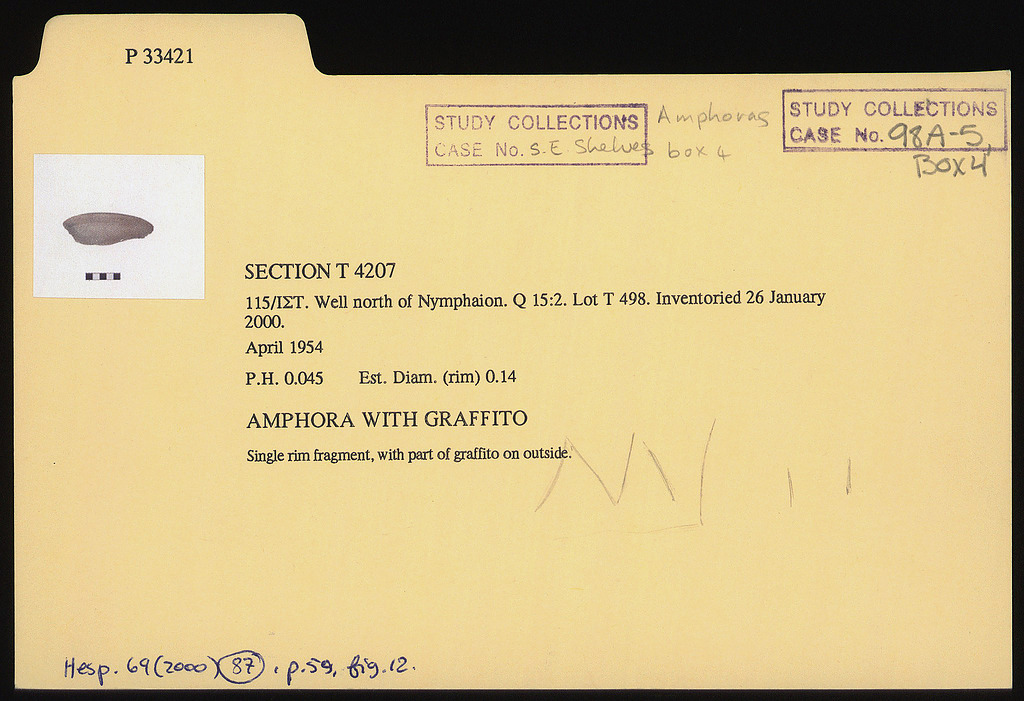 P 33421
STUDY COLLECTIONS
CASE No. S.E. Shelves
Amphoras
box 4
STUDY COLLECTIONS
CASE No. 98A-5,
Box 4
SECTION T 4207
115/ΙΣΤ. Well north of Nymphaion. Q 15:2. Lot T 498. Inventoried 26 January
2000.
April 1954
P.H. 0.045 Est. Diam. (rim) 0.14
AMPHORA WITH GRAFFITO
Single rim fragment, with part of graffito on outside.
Hesp. 69 (2000) 87, p.59, fig.12.